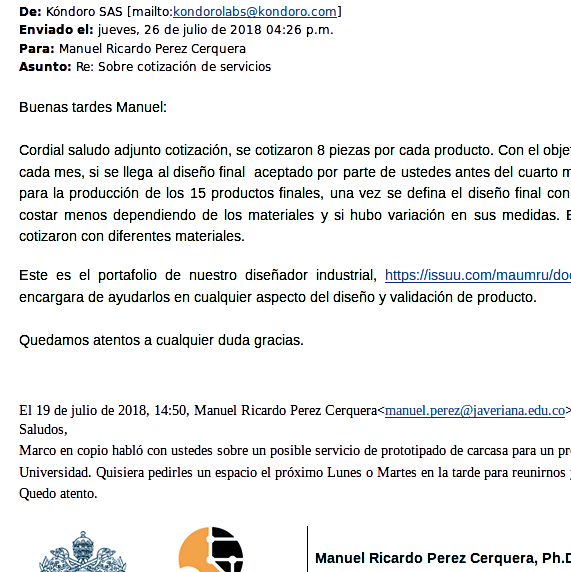 De: Kóndoro SAS [mailto:kondorolabs@kondoro.com]
Enviado el: jueves, 26 de julio de 2018 04:26 p.m.
Para: Manuel Ricardo Perez Cerquera
Asunto: Re: Sobre cotización de servicios
Buenas tardes Manuel:
Cordial saludo adjunto cotización, se cotizaron 8 piezas por cada producto. Con el
cada mes, si se llega al diseño final aceptado por parte de ustedes antes del cuarto
para la producción de los 15 productos finales, una vez se defina el diseño final con
costar menos dependiendo de los materiales y si hubo variación en sus medidas.
cotizaron con diferentes materiales.
Este es el portafolio de nuestro diseñador industrial, https://issuu.com/maumru/do
encargara de ayudarlos en cualquier aspecto del diseño y validación de producto.
Quedamos atentos a cualquier duda gracias.
El 19 de julio de 2018, 14:50, Manuel Ricardo Perez Cerquera<manuel.perez@javeriana.edu.co>
Saludos,
Marco en copio habló con ustedes sobre un posible servicio de prototipado de carcasa para un
Universidad. Quisiera pedirles un espacio el próximo Lunes o Martes en la tarde para reunirnos
Quedo atento.
Manuel Ricardo Perez Cerquera, Ph.D